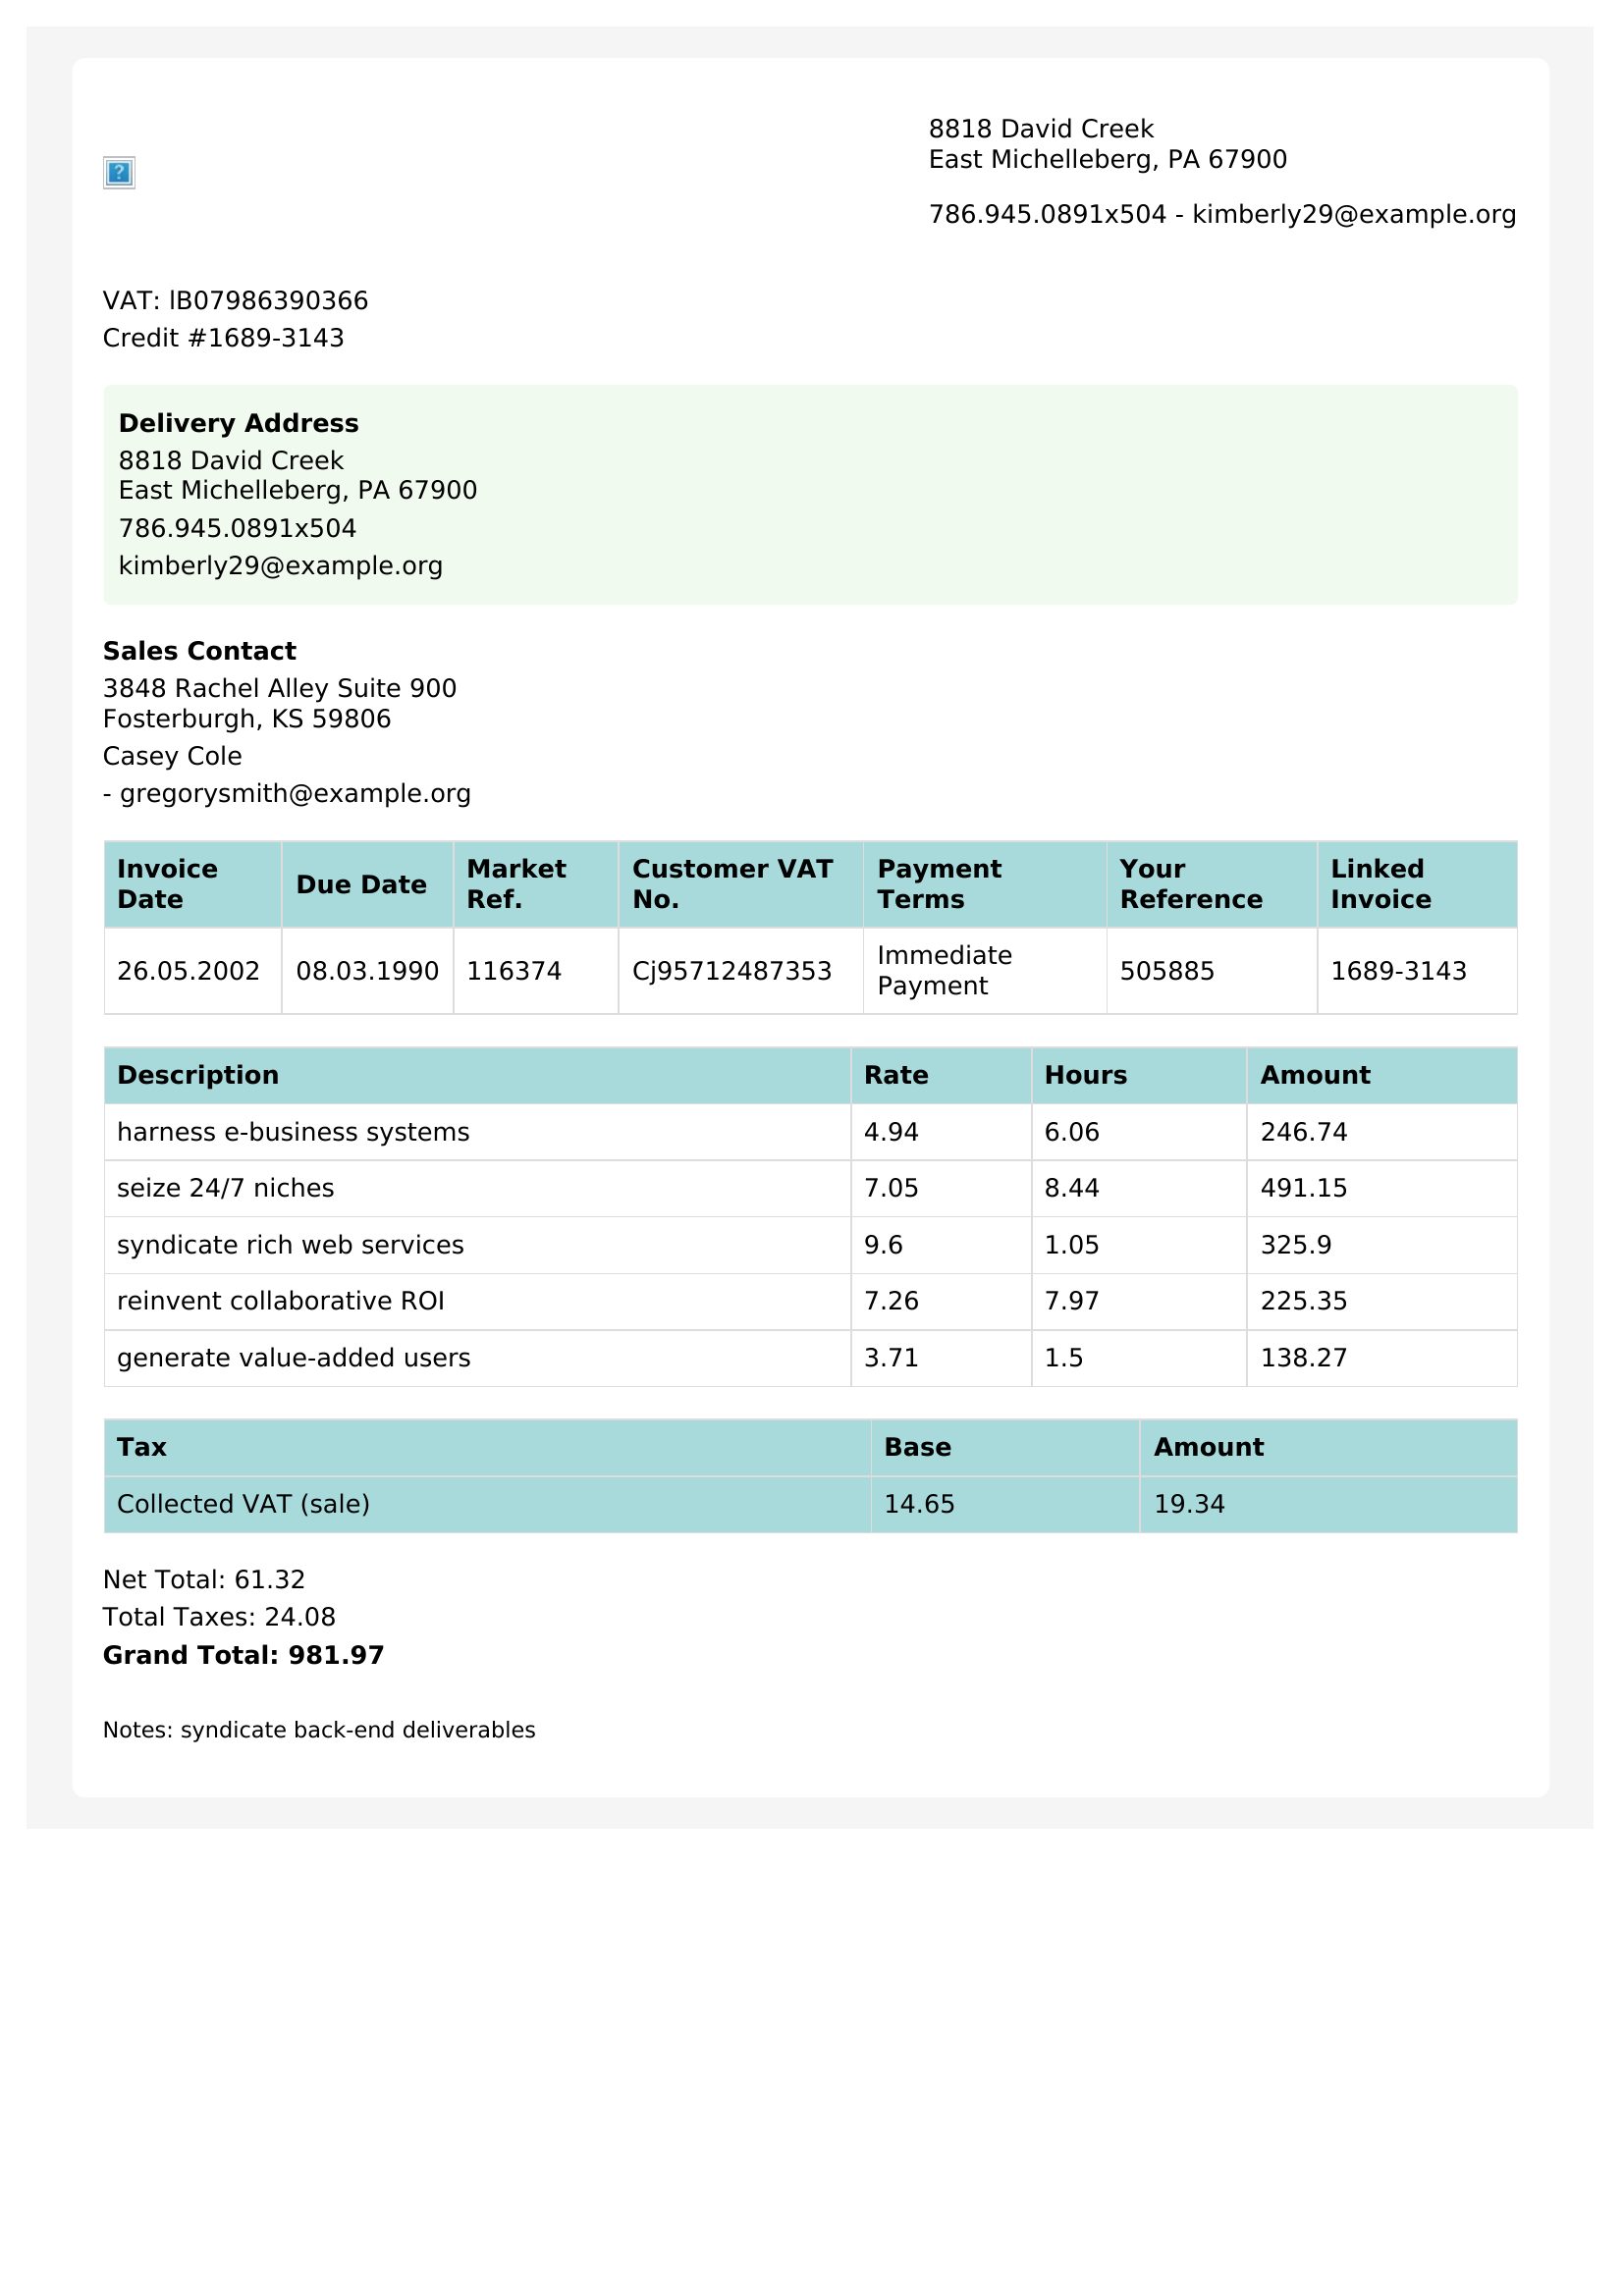 8818 David Creek
East Michelleberg, PA 67900
786.945.0891x504 - kimberly29@example.org
VAT: lB07986390366
Credit #1689-3143
Delivery Address
8818 David Creek
East Michelleberg, PA 67900
786.945.0891x504
kimberly29@example.org
Sales Contact
3848 Rachel Alley Suite 900
Fosterburgh, KS 59806
Casey Cole
- gregorysmith@example.org
Invoice Date Due Date Market Ref. Customer VAT No. Payment Terms Your Reference Linked Invoice
26.05.2002 08.03.1990 116374 Cj95712487353 Immediate Payment 505885 1689-3143
Description Rate Hours Amount
harness e-business systems 4.94 6.06 246.74
seize 24/7 niches 7.05 8.44 491.15
syndicate rich web services 9.6 1.05 325.9
reinvent collaborative ROI 7.26 7.97 225.35
generate value-added users 3.71 1.5 138.27
Tax Base Amount
Collected VAT (sale) 14.65 19.34
Net Total: 61.32
Total Taxes: 24.08
Grand Total: 981.97
Notes: syndicate back-end deliverables